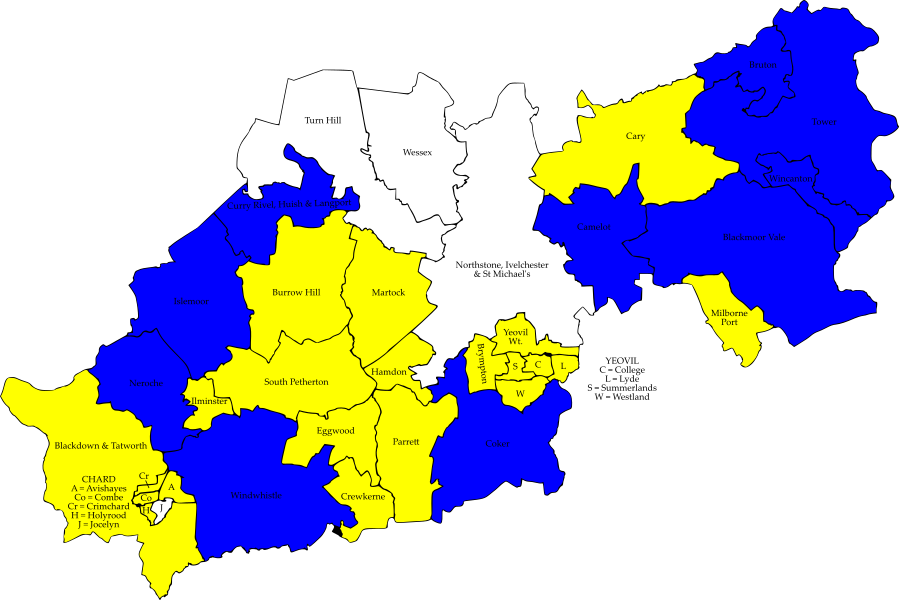 Bruton
Turn Hill
Tower
Cary
Wessex
Wincanton
Curry Rivel, Huish & Langport
Camelot
Blackmoor Vale
Northstone, Ivelchester
& St Michael's
Burrow Hill
Martock
Islemoor
Milborne
Port
Yeovil
Wt.
Brympton
YEOVIL
C = College
L = Lyde
S = Summerlands
W = Westland
S
C
L
W
Hamdon
South Petherton
Neroche
Ilminster
Eggwood
Parrett
Coker
Blackdown & Tatworth
CHARD
A = Avishayes
Co = Combe
Cr = Crimchard
H = Holyrood
J = Jocelyn
Cr
A
Co
H
J
Windwhistle
Crewkerne